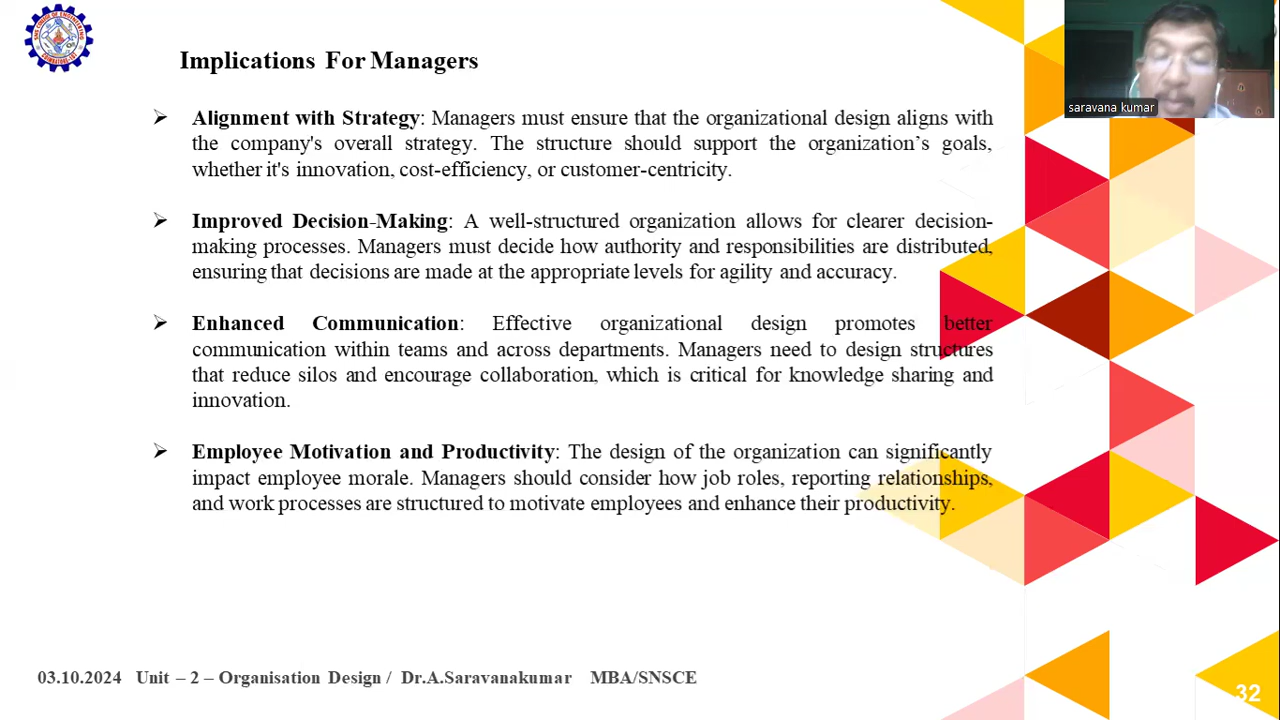 Implications For Managers
saravana kumar
➢ Alignment with Strategy: Managers must ensure that the organizational design aligns with
the company's overall strategy. The structure should support the organization’s goals,
whether it's innovation, cost-efficiency, or customer-centricity.
➢ Improved Decision-Making: A well-structured organization allows for clearer decision-
making processes. Managers must decide how authority and responsibilities are distributed,
ensuring that decisions are made at the appropriate levels for agility and accuracy.
➢ Enhanced Communication: Effective organizational design promotes better
communication within teams and across departments. Managers need to design structures
that reduce silos and encourage collaboration, which is critical for knowledge sharing and
innovation.
➢ Employee Motivation and Productivity: The design of the organization can significantly
impact employee morale. Managers should consider how job roles, reporting relationships,
and work processes are structured to motivate employees and enhance their productivity.
03.10.2024 Unit – 2 – Organisation Design / Dr.A.Saravanakumar MBA/SNSCE
32